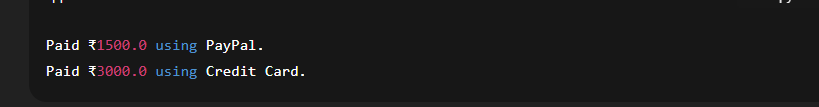 Paid ₹1500.0 using PayPal.
Paid ₹3000.0 using Credit Card.